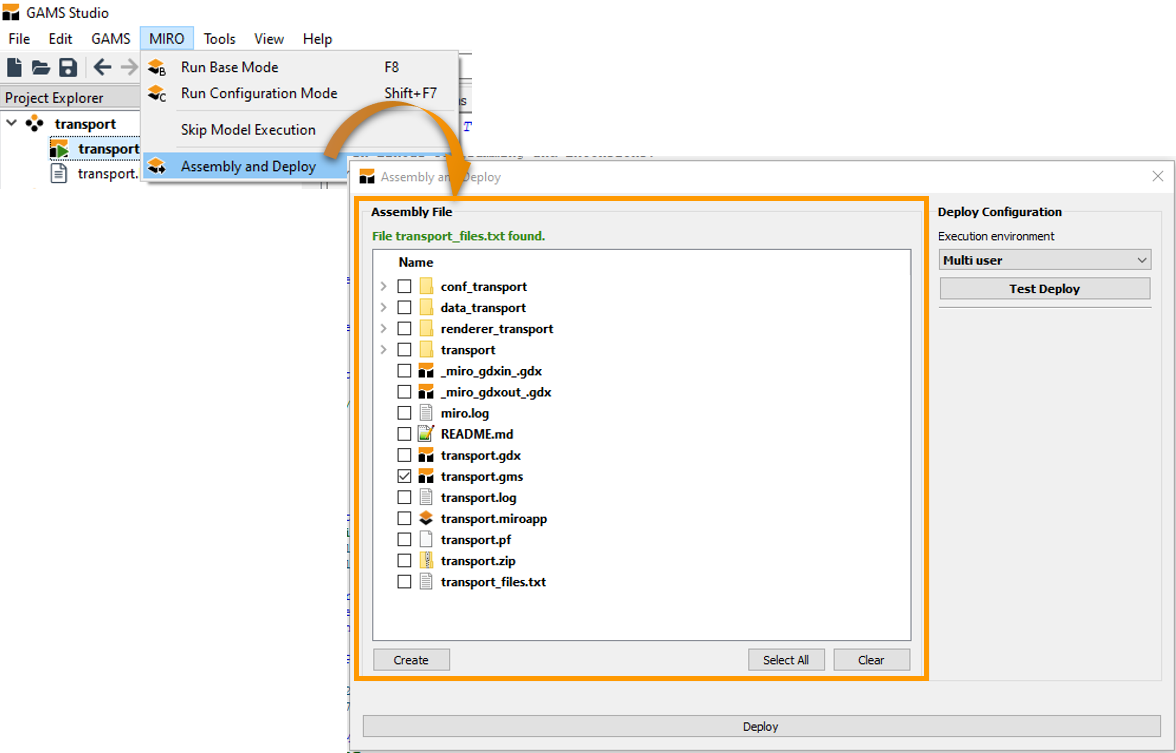 GAMS Studio
File Edit GAMS MIRO Tools View Help
Run Base Mode F8
Run Configuration Mode Shift+F7
Project Explorer
transport
Skip Model Execution
transport
Assembly and Deploy
transport.
Assembly and Deploy
Assembly File
File transport_files.txt found.
Name
conf_transport
data_transport
renderer_transport
transport
_miro_gdxin_.gdx
_miro_gdxout_.gdx
miro.log
README.md
transport.gdx
transport.gms
transport.log
transport.miroapp
transport.pf
transport.zip
transport_files.txt
Create Select All Clear
Deploy Configuration
Execution environment
Multi user
Test Deploy
Deploy